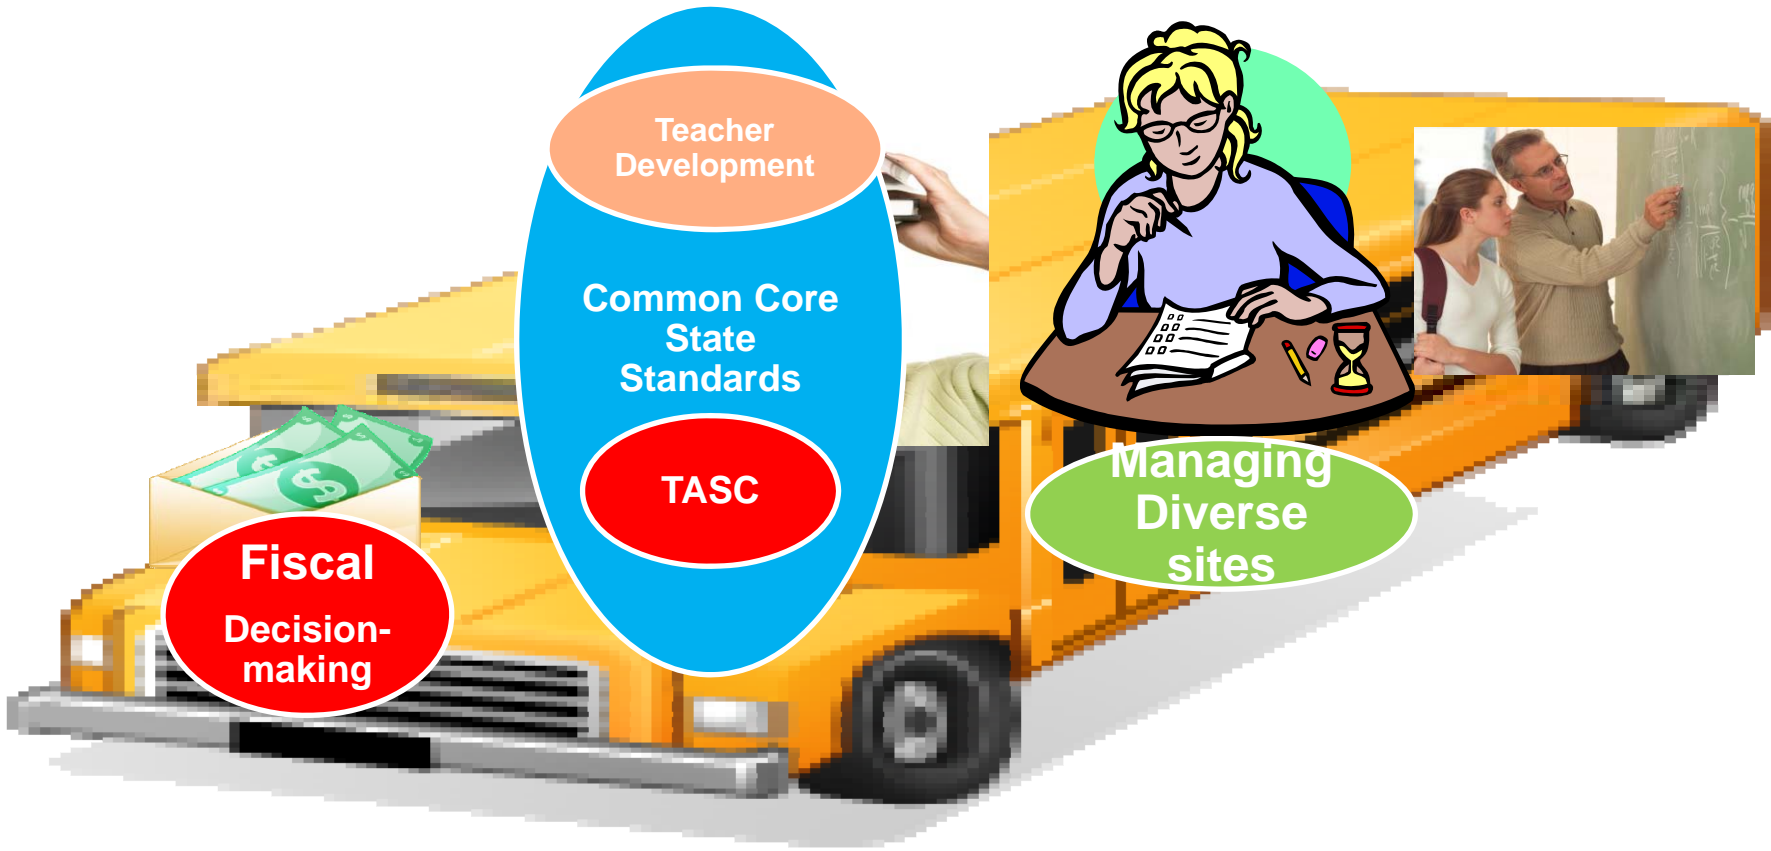 Teacher
Development
Common Core
State
Standards
TASC
Fiscal
Decision-
making
Managing
Diverse
sites